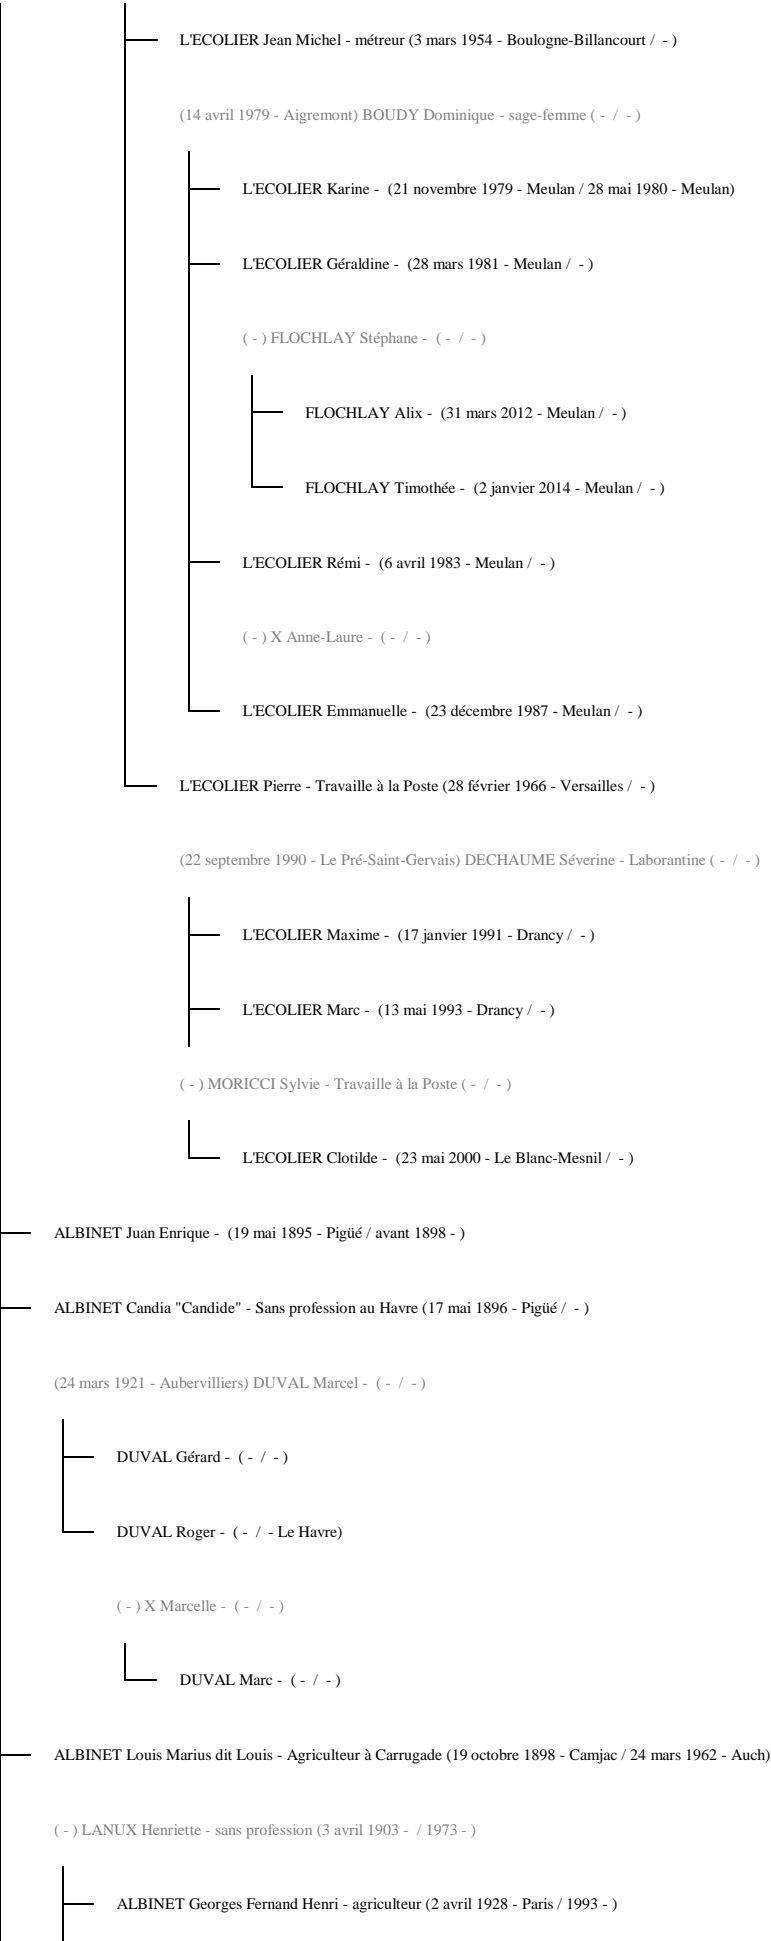 L'ECOLIER Jean Michel - métreur (3 mars 1954 - Boulogne-Billancourt /  - )
(14 avril 1979 - Aigremont) BOUDY Dominique - sage-femme ( -  /  - )
L'ECOLIER Karine -  (21 novembre 1979 - Meulan / 28 mai 1980 - Meulan)
L'ECOLIER Géraldine -  (28 mars 1981 - Meulan /  - )
( - ) FLOCHLAY Stéphane -  ( -  /  - )
FLOCHLAY Alix -  (31 mars 2012 - Meulan /  - )
FLOCHLAY Timothée -  (2 janvier 2014 - Meulan /  - )
L'ECOLIER Rémi -  (6 avril 1983 - Meulan /  - )
( - ) X Anne-Laure -  ( -  /  - )
L'ECOLIER Emmanuelle -  (23 décembre 1987 - Meulan /  - )
L'ECOLIER Pierre - Travaille à la Poste (28 février 1966 - Versailles /  - )
(22 septembre 1990 - Le Pré-Saint-Gervais) DECHAUME Séverine - Laborantine ( -  /  - )
L'ECOLIER Maxime -  (17 janvier 1991 - Drancy /  - )
L'ECOLIER Marc -  (13 mai 1993 - Drancy /  - )
( - ) MORICCI Sylvie - Travaille à la Poste ( -  /  - )
L'ECOLIER Clotilde -  (23 mai 2000 - Le Blanc-Mesnil /  - )
ALBINET Juan Enrique -  (19 mai 1895 - Pigüé / avant 1898 - )
ALBINET Candia "Candide" - Sans profession au Havre (17 mai 1896 - Pigüé /  - )
(24 mars 1921 - Aubervilliers) DUVAL Marcel -  ( -  /  - )
DUVAL Gérard -  ( -  /  - )
DUVAL Roger -  ( -  /  - Le Havre)
( - ) X Marcelle -  ( -  /  - )
DUVAL Marc -  ( -  /  - )
ALBINET Louis Marius dit Louis - Agriculteur à Carrugade (19 octobre 1898 - Camjac / 24 mars 1962 - Auch)
( - ) LANUX Henriette - sans profession (3 avril 1903 -  / 1973 - )
ALBINET Georges Fernand Henri - agriculteur (2 avril 1928 - Paris / 1993 - )